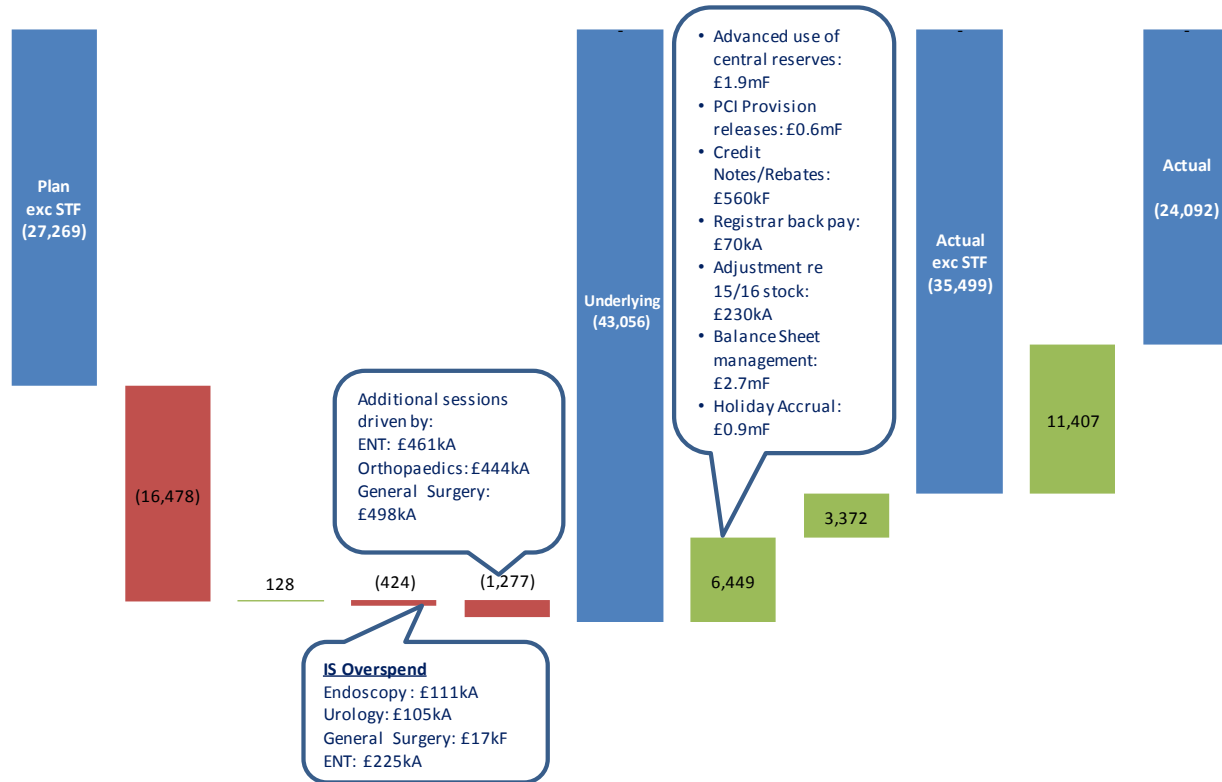 Plan
exc STF
(27,269)
(16,478)
128
(424)
IS Overspend
Endoscopy : £111kA
Urology: £105kA
General Surgery: £17kF
ENT: £225kA
(1,277)
Additional sessions
driven by:
ENT: £461kA
Orthopaedics: £444kA
General Surgery:
£498kA
-
Underlying
(43,056)
6,449
• Advanced use of
central reserves:
£1.9mF
• PCI Provision
releases: £0.6mF
• Credit
Notes/Rebates:
£560kF
• Registrar back pay:
£70kA
• Adjustment re
15/16 stock:
£230kA
• Balance Sheet
management:
£2.7mF
• Holiday Accrual:
£0.9mF
3,372
-
Actual
exc STF
(35,499)
11,407
-
Actual
(24,092)